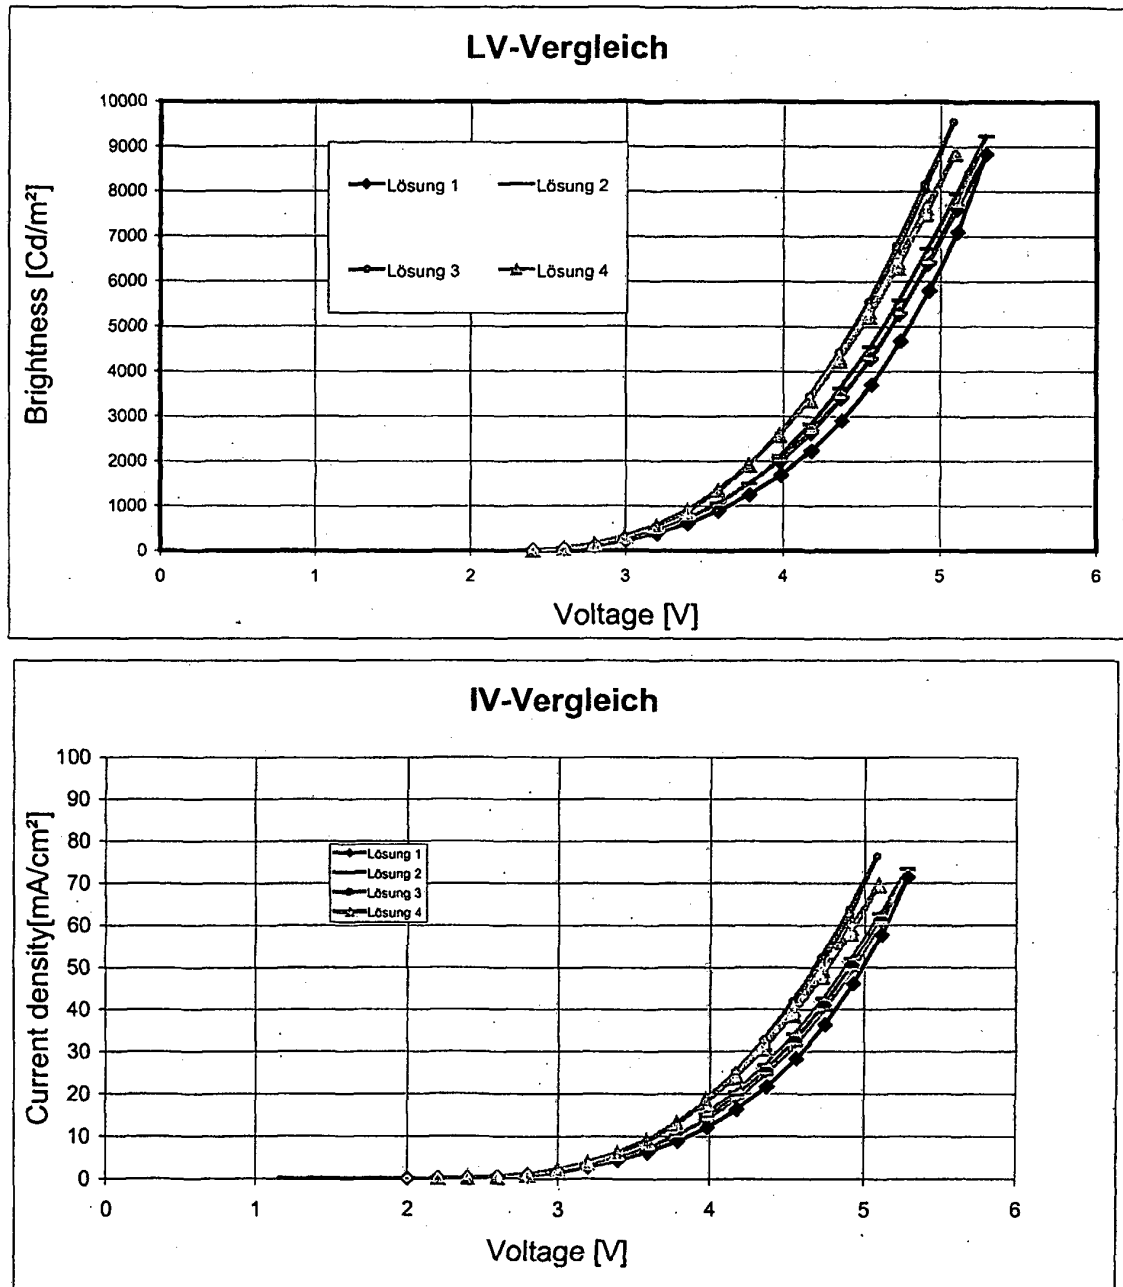 LV-Vergleich
Brightness [Cd/m²]
10000
9000
8000
7000
6000
5000
4000
3000
2000
1000
0
Lösung 1 Lösung 2
Lösung 3 Lösung 4
0 1 2 3 4 5 6
Voltage [V]
IV-Vergleich
Current density[mA/cm²]
100
90
80
70
60
50
40
30
20
10
0
Lösung 1
Lösung 2
Lösung 3
Lösung 4
0 1 2 3 4 5 6
Voltage [V]